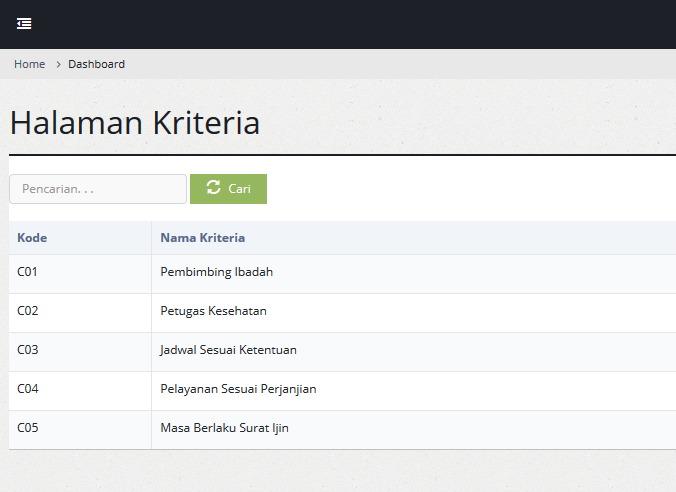 Home > Dashboard
Halaman Kriteria
Pencarian. . . Cari
Kode Nama Kriteria
C01 Pembimbing Ibadah
C02 Petugas Kesehatan
C03 Jadwal Sesuai Ketentuan
C04 Pelayanan Sesuai Perjanjian
C05 Masa Berlaku Surat Ijin